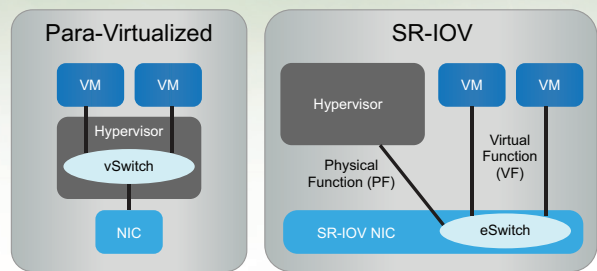 Para-Virtualized
VM VM
Hypervisor
vSwitch
NIC
SR-IOV
Hypervisor
VM VM
Physical
Function (PF)
Virtual
Function
(VF)
SR-IOV NIC
eSwitch